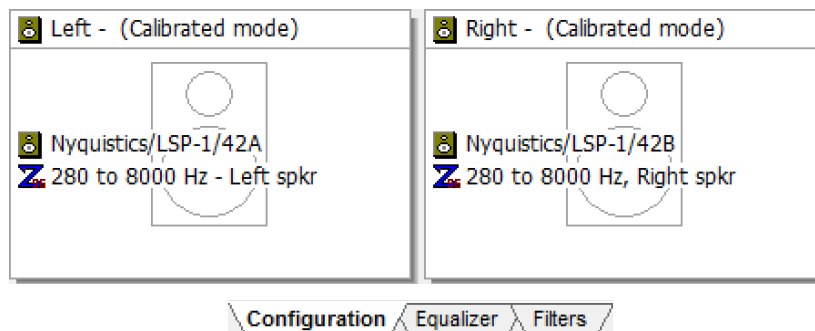 Left - (Calibrated mode)
Nyquistics/LSP-1/42A
280 to 8000 Hz - Left spkr
Right - (Calibrated mode)
Nyquistics/LSP-1/42B
280 to 8000 Hz, Right spkr
Configuration Equalizer Filters